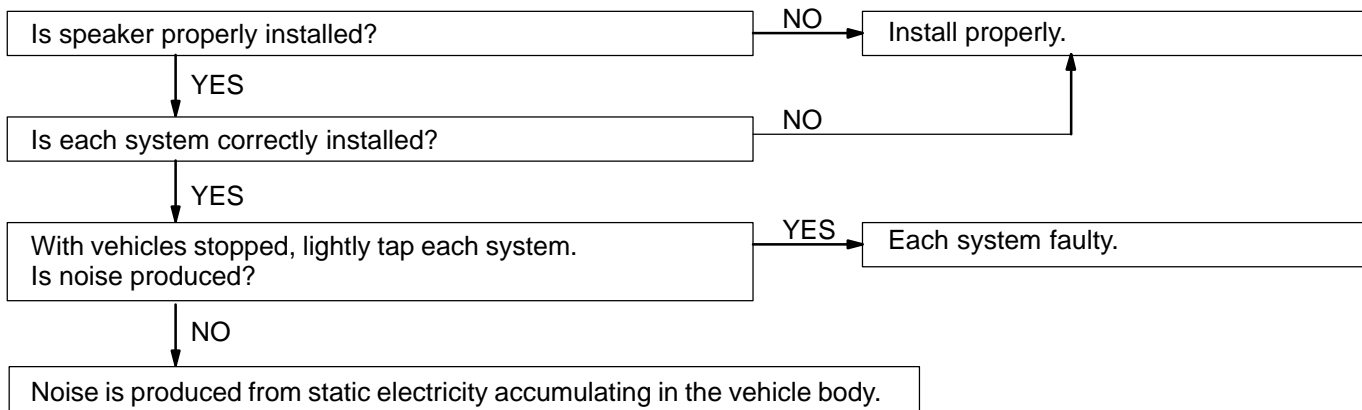 Is speaker properly installed?
NO
Install properly.
YES
Is each system correctly installed?
NO
YES
With vehicles stopped, lightly tap each system.
Is noise produced?
YES
Each system faulty.
NO
Noise is produced from static electricity accumulating in the vehicle body.